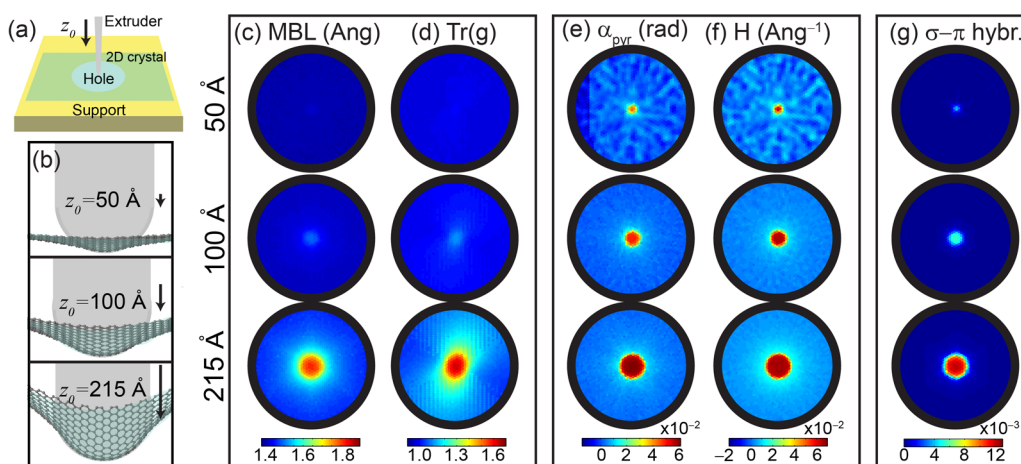 (a)
z₀
Extruder
2D crystal
Hole
Support
(b)
z₀=50 Å
z₀=100 Å
z₀=215 Å
50 Å
100 Å
215 Å
(c) MBL (Ang)
(d) Tr(g)
1.4 1.6 1.8
1.0 1.3 1.6
(e) αpyr (rad)
(f) H (Ang⁻¹)
x10⁻²
0 2 4 6
x10⁻²
−2 0 2 4 6
(g) σ−π hybr.
x10⁻³
0 4 8 12